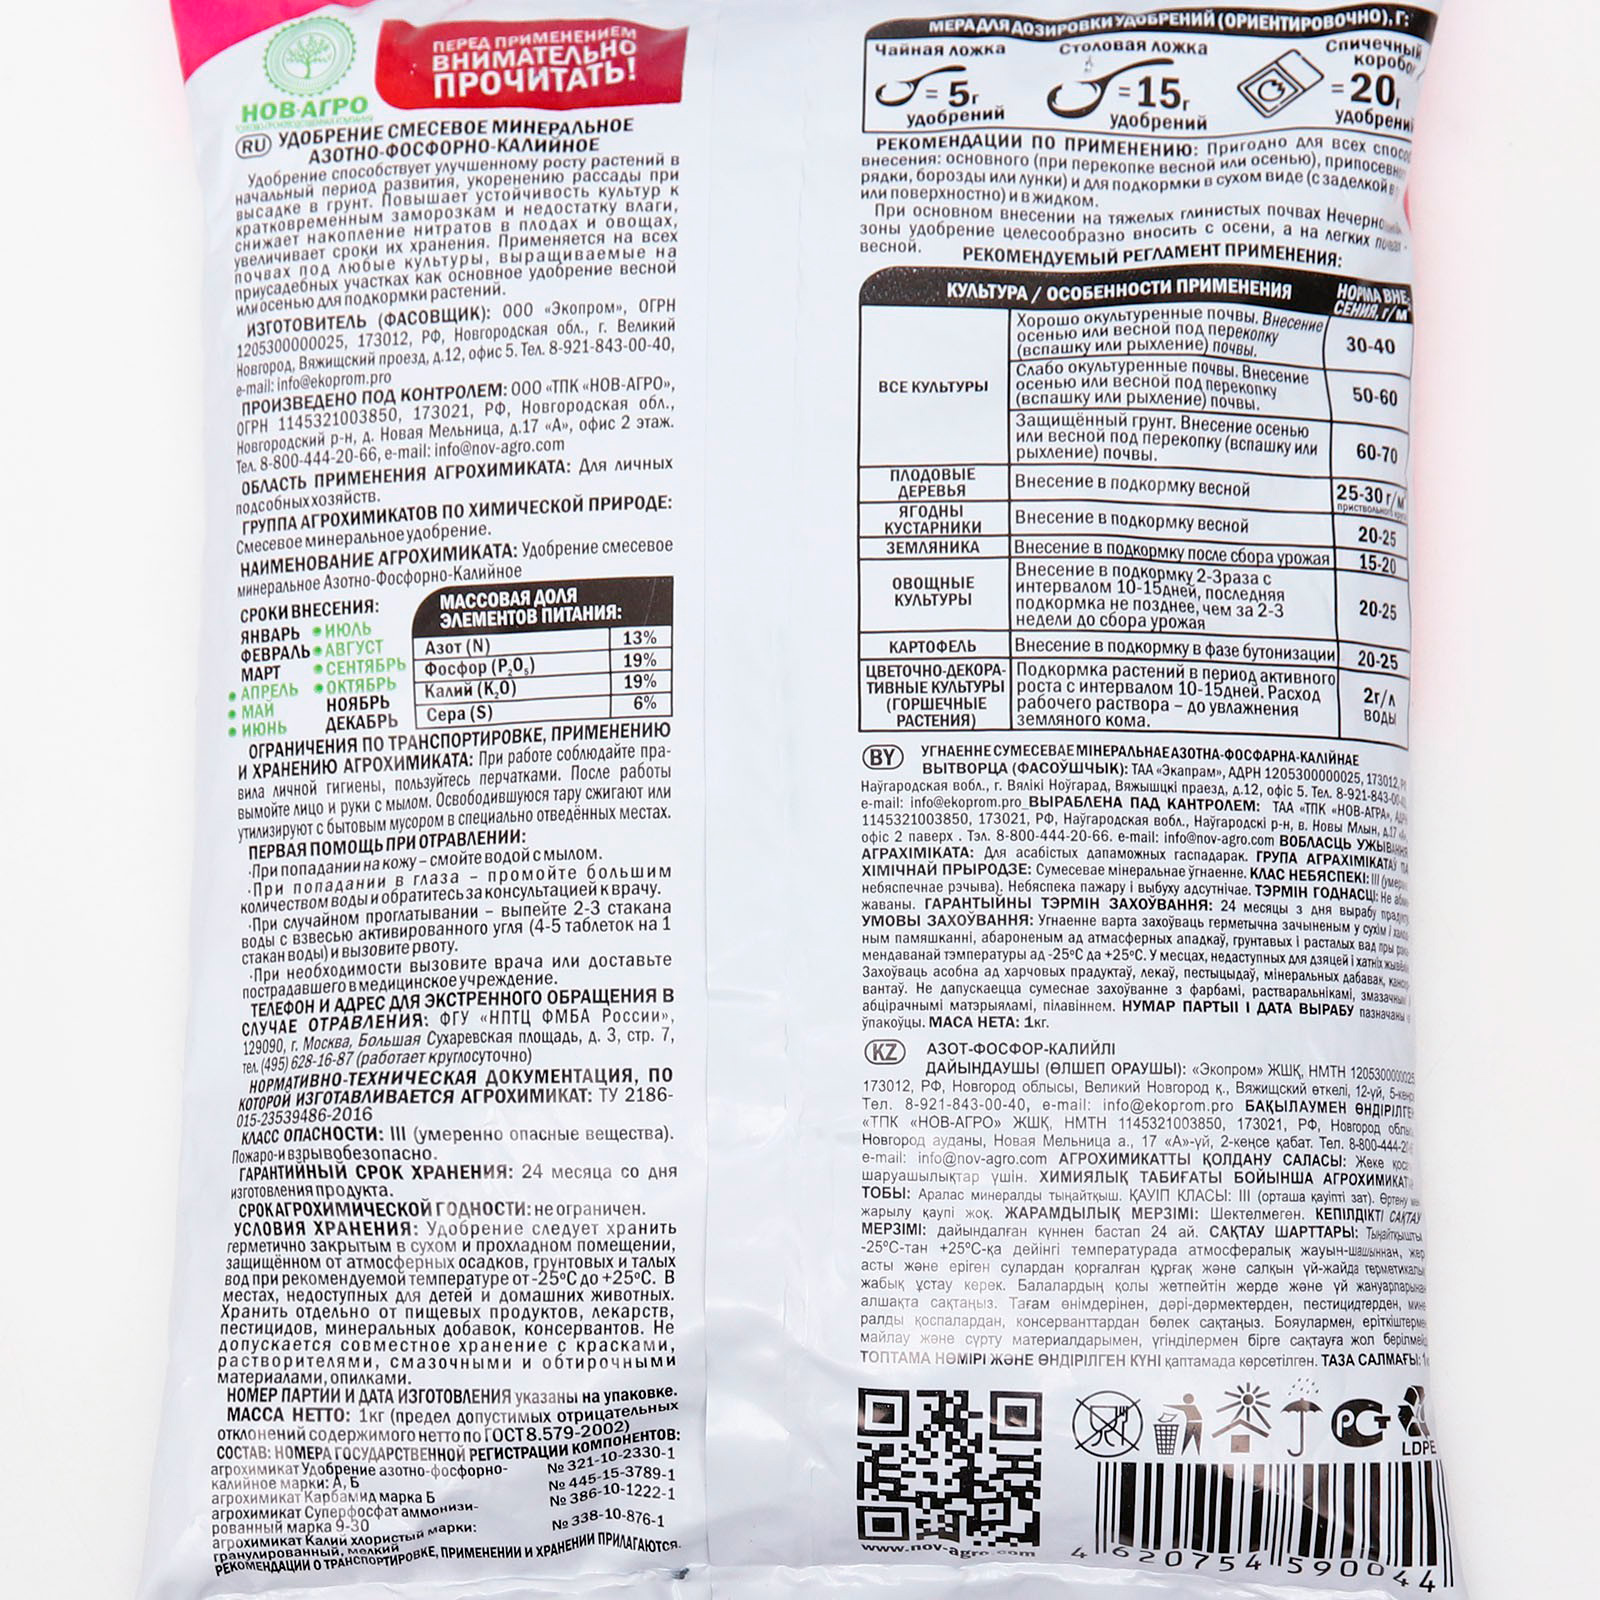 НОВ-АГРО
ТОРГОВО-ПРОИЗВОДСТВЕННАЯ КОМПАНИЯ
ПЕРЕД ПРИМЕНЕНИЕМ
ВНИМАТЕЛЬНО
ПРОЧИТАТЬ!
RU УДОБРЕНИЕ СМЕСЕВОЕ МИНЕРАЛЬНОЕ
АЗОТНО-ФОСФОРНО-КАЛИЙНОЕ
Удобрение способствует улучшенному росту растений в
начальный период развития, укоренению рассады при
высадке в грунт. Повышает устойчивость культур к
кратковременным заморозкам и недостатку влаги,
снижает накопление нитратов в плодах и овощах,
увеличивает сроки их хранения. Применяется на всех
почвах под любые культуры, выращиваемые на
приусадебных участках как основное удобрение весной
или осенью для подкормки растений.
ИЗГОТОВИТЕЛЬ (ФАСОВЩИК): ООО «Экопром», ОГРН
1205300000025, 173012, РФ, Новгородская обл., г. Великий
Новгород, Вяжищский проезд, д.12, офис 5. Тел. 8-921-843-00-40,
e-mail: info@ekoprom.pro
ПРОИЗВЕДЕНО ПОД КОНТРОЛЕМ: ООО «ТПК «НОВ-АГРО»,
ОГРН 1145321003850, 173021, РФ, Новгородская обл.,
Новгородский р-н, д. Новая Мельница, д.17 «А», офис 2 этаж.
Тел. 8-800-444-20-66, e-mail: info@nov-agro.com
ОБЛАСТЬ ПРИМЕНЕНИЯ АГРОХИМИКАТА: Для личных
подсобных хозяйств.
ГРУППА АГРОХИМИКАТОВ ПО ХИМИЧЕСКОЙ ПРИРОДЕ:
Смесевое минеральное удобрение.
НАИМЕНОВАНИЕ АГРОХИМИКАТА: Удобрение смесевое
минеральное Азотно-Фосфорно-Калийное
СРОКИ ВНЕСЕНИЯ:
ЯНВАРЬ • ИЮЛЬ
ФЕВРАЛЬ • АВГУСТ
МАРТ • СЕНТЯБРЬ
• АПРЕЛЬ • ОКТЯБРЬ
• МАЙ НОЯБРЬ
• ИЮНЬ ДЕКАБРЬ
МАССОВАЯ ДОЛЯ
ЭЛЕМЕНТОВ ПИТАНИЯ:
Азот (N) 13%
Фосфор (P₂O₅) 19%
Калий (K₂O) 19%
Сера (S) 6%
ОГРАНИЧЕНИЯ ПО ТРАНСПОРТИРОВКЕ, ПРИМЕНЕНИЮ
И ХРАНЕНИЮ АГРОХИМИКАТА: При работе соблюдайте пра-
вила личной гигиены, пользуйтесь перчатками. После работы
вымойте лицо и руки с мылом. Освободившуюся тару сжигают или
утилизируют с бытовым мусором в специально отведённых местах.
ПЕРВАЯ ПОМОЩЬ ПРИ ОТРАВЛЕНИИ:
·При попадании на кожу – смойте водой с мылом.
·При попадании в глаза – промойте большим
количеством воды и обратитесь за консультацией к врачу.
·При случайном проглатывании – выпейте 2-3 стакана
воды с взвесью активированного угля (4-5 таблеток на 1
стакан воды) и вызовите рвоту.
·При необходимости вызовите врача или доставьте
пострадавшего в медицинское учреждение.
ТЕЛЕФОН И АДРЕС ДЛЯ ЭКСТРЕННОГО ОБРАЩЕНИЯ В
СЛУЧАЕ ОТРАВЛЕНИЯ: ФГУ «НПТЦ ФМБА России»,
129090, г. Москва, Большая Сухаревская площадь, д. 3, стр. 7,
тел. (495) 628-16-87 (работает круглосуточно)
НОРМАТИВНО-ТЕХНИЧЕСКАЯ ДОКУМЕНТАЦИЯ, ПО
КОТОРОЙ ИЗГОТАВЛИВАЕТСЯ АГРОХИМИКАТ: ТУ 2186-
015-23539486-2016
КЛАСС ОПАСНОСТИ: III (умеренно опасные вещества).
Пожаро- и взрывобезопасно.
ГАРАНТИЙНЫЙ СРОК ХРАНЕНИЯ: 24 месяца со дня
изготовления продукта.
СРОК АГРОХИМИЧЕСКОЙ ГОДНОСТИ: не ограничен.
УСЛОВИЯ ХРАНЕНИЯ: Удобрение следует хранить
герметично закрытым в сухом и прохладном помещении,
защищённом от атмосферных осадков, грунтовых и талых
вод при рекомендуемой температуре от -25°С до +25°С. В
местах, недоступных для детей и домашних животных.
Хранить отдельно от пищевых продуктов, лекарств,
пестицидов, минеральных добавок, консервантов. Не
допускается совместное хранение с красками,
растворителями, смазочными и обтирочными
материалами, опилками.
НОМЕР ПАРТИИ И ДАТА ИЗГОТОВЛЕНИЯ указаны на упаковке.
МАССА НЕТТО: 1кг (предел допустимых отрицательных
отклонений содержимого нетто по ГОСТ 8.579-2002)
СОСТАВ: НОМЕРА ГОСУДАРСТВЕННОЙ РЕГИСТРАЦИИ КОМПОНЕНТОВ:
агрохимикат Удобрение азотно-фосфорно- № 321-10-2330-1
калийное марки: А, Б № 445-15-3789-1
агрохимикат Карбамид марка Б № 386-10-1222-1
агрохимикат Суперфосфат аммонизи-
рованный марка 9-30 № 338-10-876-1
агрохимикат Калий хлористый марки:
гранулированный, мелкий
РЕКОМЕНДАЦИИ О ТРАНСПОРТИРОВКЕ, ПРИМЕНЕНИИ И ХРАНЕНИИ ПРИЛАГАЮТСЯ.
МЕРА ДЛЯ ДОЗИРОВКИ УДОБРЕНИЙ (ОРИЕНТИРОВОЧНО), Г:
Чайная ложка
= 5г
удобрений
Столовая ложка
= 15г
удобрений
Спичечный
коробок
= 20г
удобрений
РЕКОМЕНДАЦИИ ПО ПРИМЕНЕНИЮ: Пригодно для всех
внесения: основного (при перекопке весной или осенью),
рядки, борозды или лунки) и для подкормки в сухом виде (с заделкой в
или поверхностно) и в жидком.
При основном внесении на тяжелых глинистых почвах
зоны удобрение целесообразно вносить с осени, а на легких
весной.
РЕКОМЕНДУЕМЫЙ РЕГЛАМЕНТ ПРИМЕНЕНИЯ:
КУЛЬТУРА / ОСОБЕННОСТИ ПРИМЕНЕНИЯ НОРМА ВНЕ-
СЕНИЯ, г/м
ВСЕ КУЛЬТУРЫ
Хорошо окультуренные почвы. Внесение
осенью или весной под перекопку
(вспашку или рыхление) почвы. 30-40
Слабо окультуренные почвы. Внесение
осенью или весной под перекопку
(вспашку или рыхление) почвы. 50-60
Защищённый грунт. Внесение осенью
или весной под перекопку (вспашку или
рыхление) почвы. 60-70
ПЛОДОВЫЕ
ДЕРЕВЬЯ Внесение в подкормку весной 25-30 г/м
ЯГОДНЫ
КУСТАРНИКИ Внесение в подкормку весной 20-25
ЗЕМЛЯНИКА Внесение в подкормку после сбора урожая 15-20
ОВОЩНЫЕ
КУЛЬТУРЫ
Внесение в подкормку 2-3раза с
интервалом 10-15дней, последняя
подкормка не позднее, чем за 2-3
недели до сбора урожая 20-25
КАРТОФЕЛЬ Внесение в подкормку в фазе бутонизации 20-25
ЦВЕТОЧНО-ДЕКОРА-
ТИВНЫЕ КУЛЬТУРЫ
(ГОРШЕЧНЫЕ
РАСТЕНИЯ)
Подкормка растений в период активного
роста с интервалом 10-15дней. Расход
рабочего раствора – до увлажнения
земляного кома.
2г/л
ВОДЫ
BY УГНАЕННЕ СУМЕСЕВАЕ МІНЕРАЛЬНАЕ АЗОТНА-ФОСФАРНА-КАЛІЙНАЕ
ВЫТВОРЦА (ФАСОЎШЧЫК): ТАА «Экапрам», АДРН 1205300000025, 173012,
Наўгародская вобл., г. Вялікі Ноўгарад, Вяжышцкі праезд, д.12, офіс 5. Тел. 8-921-843-00-40,
e-mail: info@ekoprom.pro ВЫРАБЛЕНА ПАД КАНТРОЛЕМ: ТАА «ТПК «НОВ-АГРА»,
1145321003850, 173021, РФ, Наўгародская вобл., Наўгародскі р-н, в. Новы Млын, д.17 «А»,
офіс 2 паверх . Тэл. 8-800-444-20-66. e-mail: info@nov-agro.com ВОБЛАСЦЬ УЖЫВАННЯ
АГРАХІМІКАТА: Для асабістых дапаможных гаспадарак. ГРУПА АГРАХІМІКАТАЎ ПА
ХІМІЧНАЙ ПРЫРОДЗЕ: Сумесевае мінеральнае ўгнаенне. КЛАС НЕБЯСПЕКІ: III
небяспечнае рэчыва). Небяспека пажару і выбуху адсутнічае. ТЭРМІН ГОДНАСЦІ: Не
жаваны. ГАРАНТЫЙНЫ ТЭРМІН ЗАХОЎВАННЯ: 24 месяцы з дня вырабу
УМОВЫ ЗАХОЎВАННЯ: Угнаенне варта захоўваць герметычна зачыненым у сухім і
ным памяшканні, абароненым ад атмасферных ападкаў, грунтавых і расталых вад пры
мендаванай тэмпературы ад -25°С да +25°С. У месцах, недаступных для дзяцей і хатніх
Захоўваць асобна ад харчовых прадуктаў, лекаў, пестыцыдаў, мінеральных дабавак,
вантаў. Не дапускаецца сумеснае захоўванне з фарбамі, растваральнікамі, змазачнымі
абцірачнымі матэрыяламі, пілавіннем. НУМАР ПАРТЫІ І ДАТА ВЫРАБУ пазначаны
ўпакоўцы. МАСА НЕТА: 1кг.
KZ АЗОТ-ФОСФОР-КАЛИЙЛІ
ДАЙЫНДАУШЫ (ӨЛШЕП ОРАУШЫ): «Экопром» ЖШҚ, НМТН 1205300000025
173012, РФ, Новгород облысы, Великий Новгород қ., Вяжищский өткелі, 12-үй,
Тел. 8-921-843-00-40, e-mail: info@ekoprom.pro БАҚЫЛАУМЕН ӨНДІРІЛГЕН
«ТПК «НОВ-АГРО» ЖШҚ, НМТН 1145321003850, 173021, РФ, Новгород
Новгород ауданы, Новая Мельница а., 17 «А»-үй, 2-кеңсе қабат. Тел.
e-mail: info@nov-agro.com АГРОХИМИКАТТЫ ҚОЛДАНУ САЛАСЫ: Жеке
шаруашылықтар үшін. ХИМИЯЛЫҚ ТАБИҒАТЫ БОЙЫНША АГРОХИМИКАТ
ТОБЫ: Аралас минералды тыңайтқыш. ҚАУІП КЛАСЫ: III (орташа қауіпті зат). Өртену
жарылу қаупі жоқ. ЖАРАМДЫЛЫҚ МЕРЗІМІ: Шектелмеген. КЕПІЛДІКТІ САҚТАУ
МЕРЗІМІ: дайындалған күннен бастап 24 ай. САҚТАУ ШАРТТАРЫ: Тыңайтқышты
-25°С-тан +25°С-қа дейінгі температурада атмосфералық жауын-шашыннан, жер
асты және еріген сулардан қорғалған құрғақ және салқын үй-жайда герметикалық
жабық ұстау керек. Балалардың қолы жетпейтін жерде және үй жануарларынан
алшақта сақтаңыз. Тағам өнімдерінен, дәрі-дәрмектерден, пестицидтерден,
ралды қоспалардан, консерванттардан бөлек сақтаңыз. Бояулармен, еріткіштермен
майлау және сүрту материалдарымен, үгінділермен бірге сақтауға жол
ТОПТАМА НӨМІРІ ЖӘНЕ ӨНДІРІЛГЕН КҮНІ қаптамада көрсетілген. ТАЗА САЛМАҒЫ:
www.nov-agro.com
РСТ
LDPE
4 620754 590044